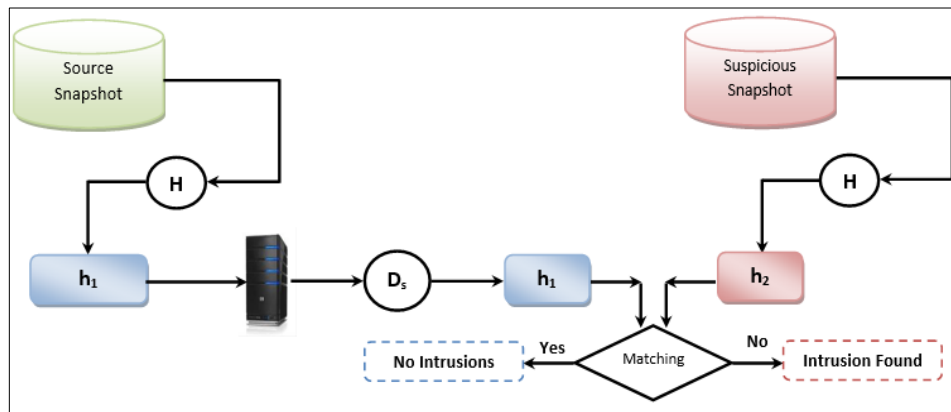 Source
Snapshot
Suspicious
Snapshot
H
H
h₁
Dₛ
h₁
h₂
Yes
Matching
No
No Intrusions
Intrusion Found